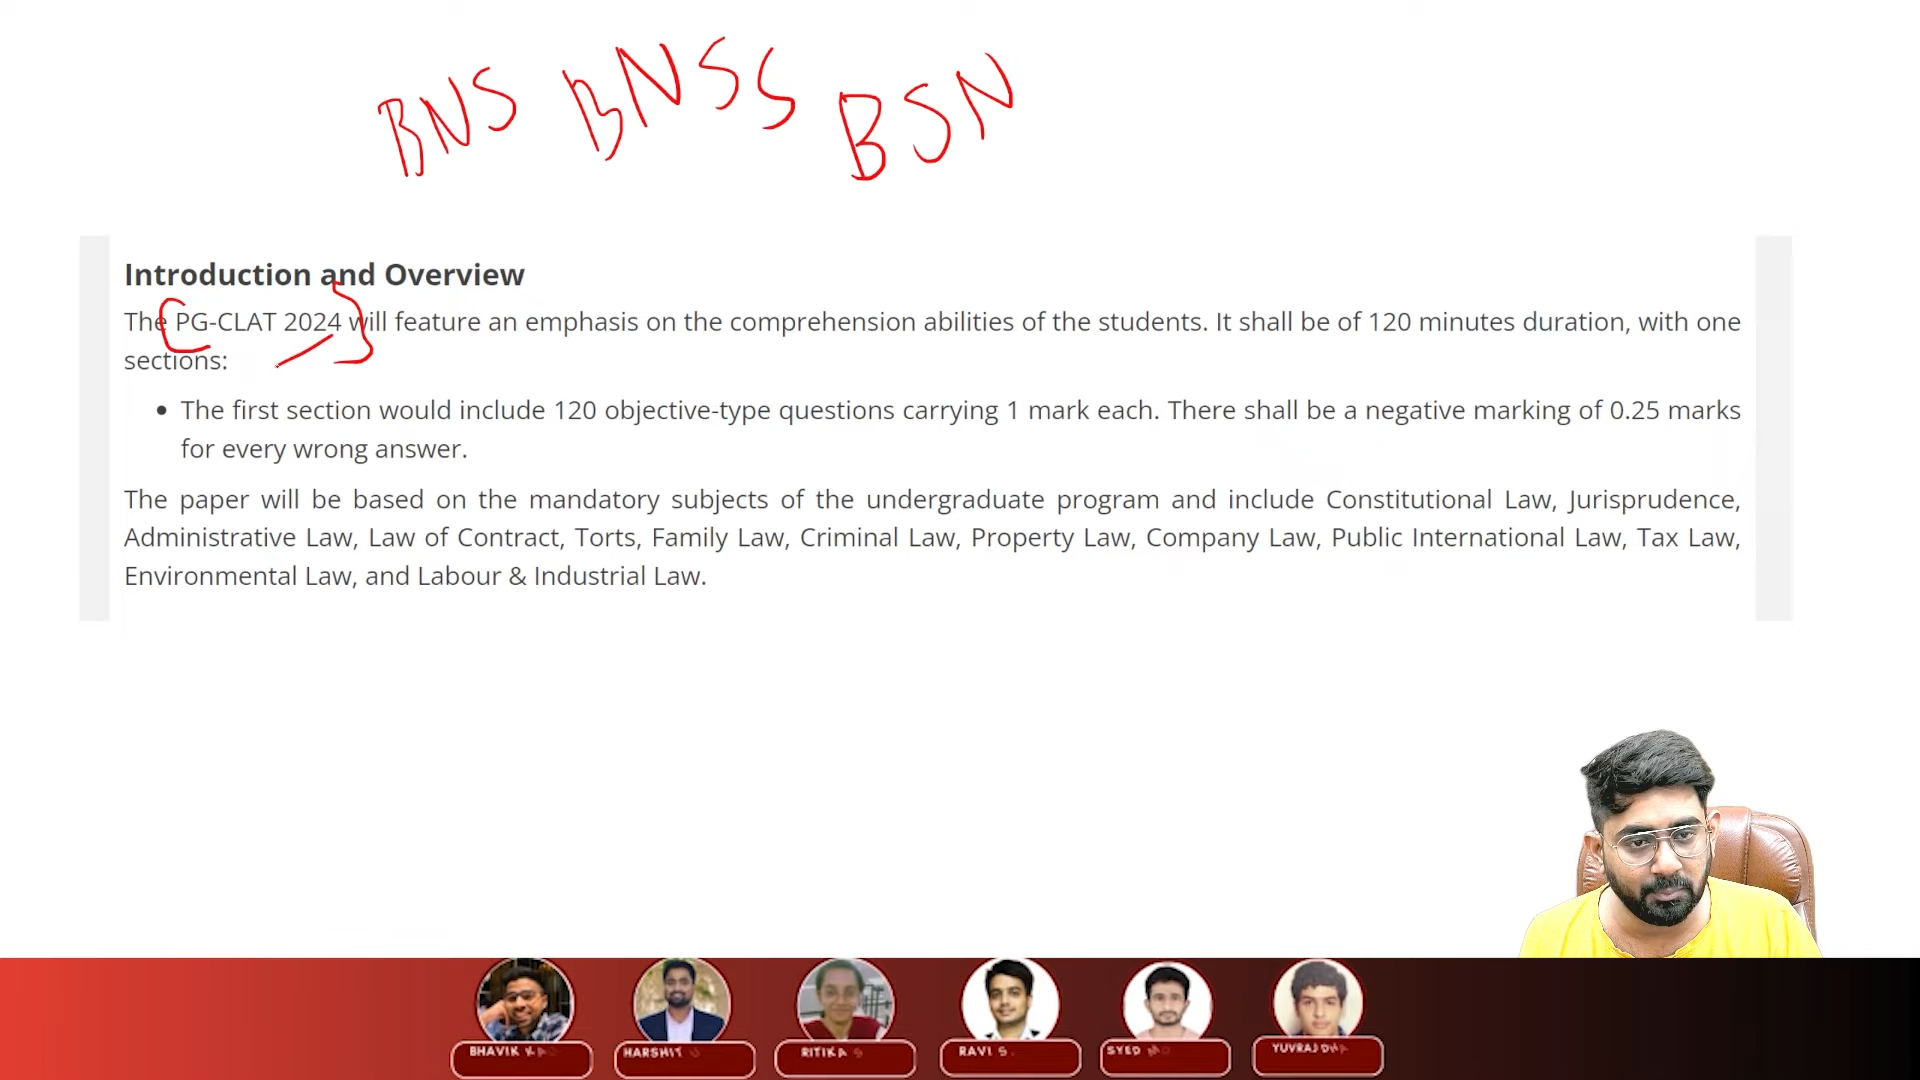 BNS BNSS BSN
Introduction and Overview
The PG-CLAT 2024 will feature an emphasis on the comprehension abilities of the students. It shall be of 120 minutes duration, with one
sections:
• The first section would include 120 objective-type questions carrying 1 mark each. There shall be a negative marking of 0.25 marks
for every wrong answer.
The paper will be based on the mandatory subjects of the undergraduate program and include Constitutional Law, Jurisprudence,
Administrative Law, Law of Contract, Torts, Family Law, Criminal Law, Property Law, Company Law, Public International Law, Tax Law,
Environmental Law, and Labour & Industrial Law.
BHAVIK HARSHIT RITIKA S RAVI S. SYED YUVRAJ